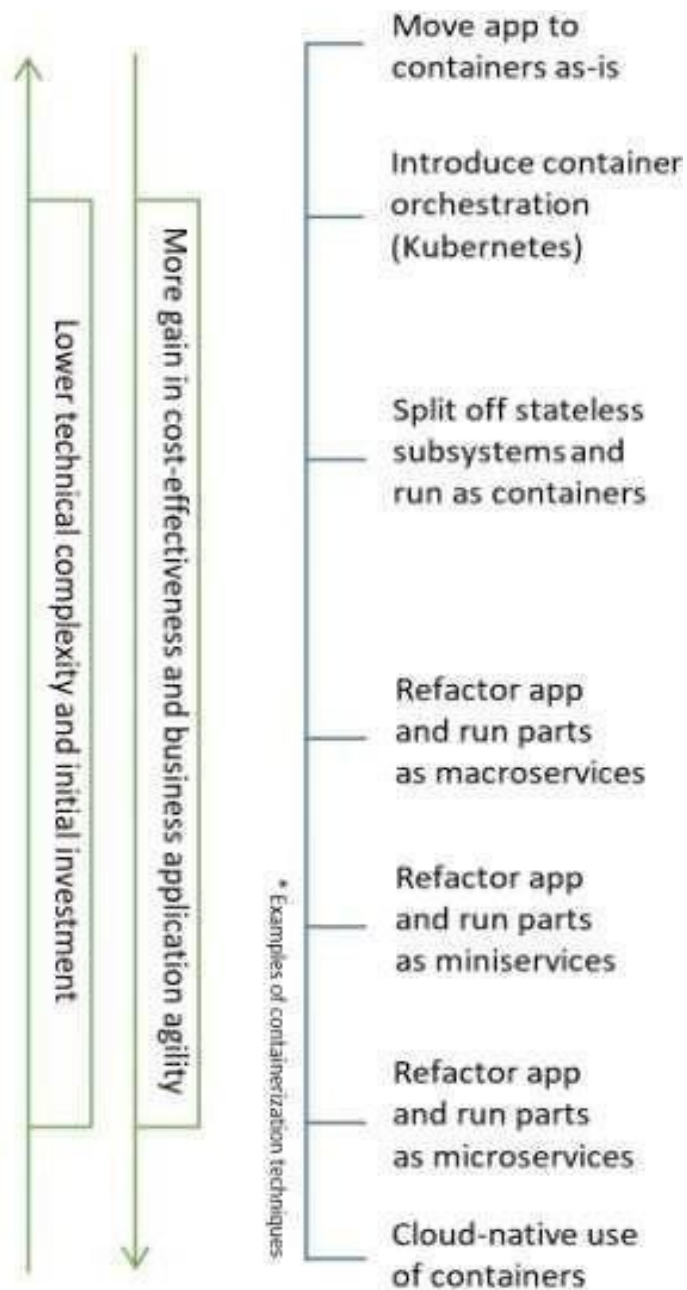 Move app to
containers as-is
Introduce container
orchestration
(Kubernetes)
Split off stateless
subsystems and
run as containers
Refactor app
and run parts
as macroservices
Refactor app
and run parts
as miniservices
Refactor app
and run parts
as microservices
Cloud-native use
of containers
Lower technical complexity and initial investment
More gain in cost-effectiveness and business application agility
* Examples of containerization techniques